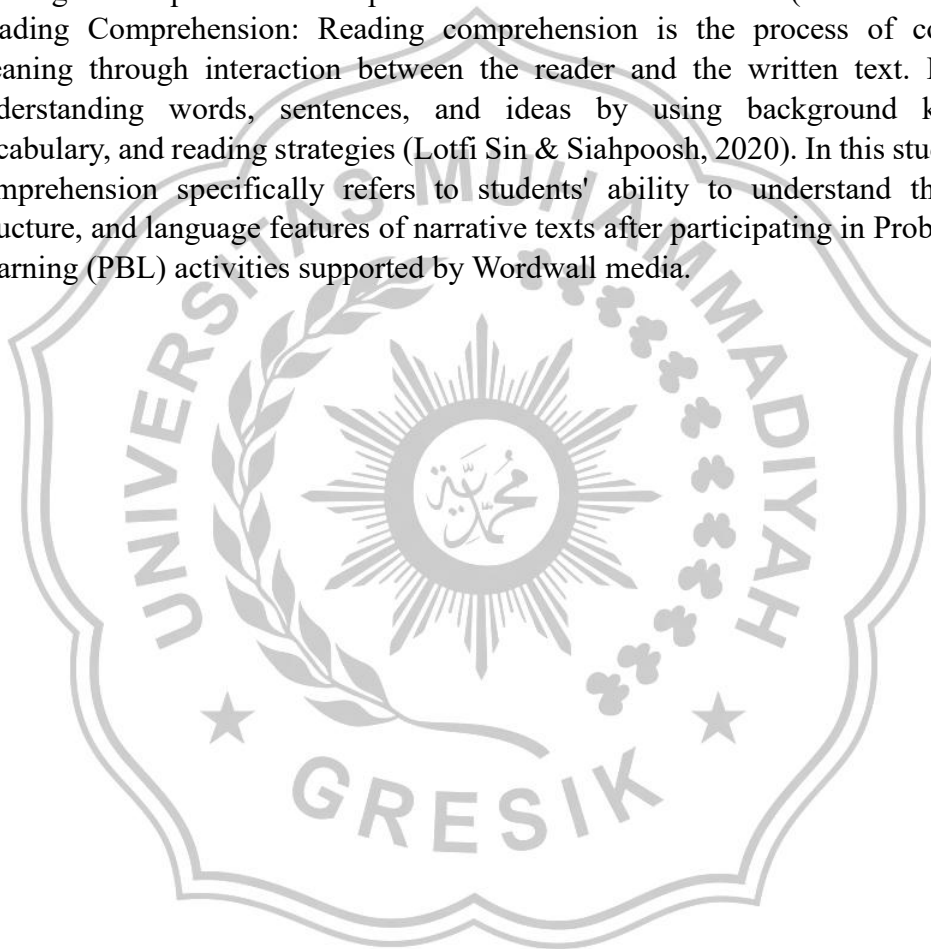 ading Comprehension: Reading comprehension is the process of co
eaning through interaction between the reader and the written text.
derstanding words, sentences, and ideas by using background k
cabulary, and reading strategies (Lotfi Sin & Siahpoosh, 2020). In this stu
mprehension specifically refers to students' ability to understand th
ucture, and language features of narrative texts after participating in Prob
arning (PBL) activities supported by Wordwall media.
UNIVERSITAS MUHAMMADIYAH
محمدية
GRESIK